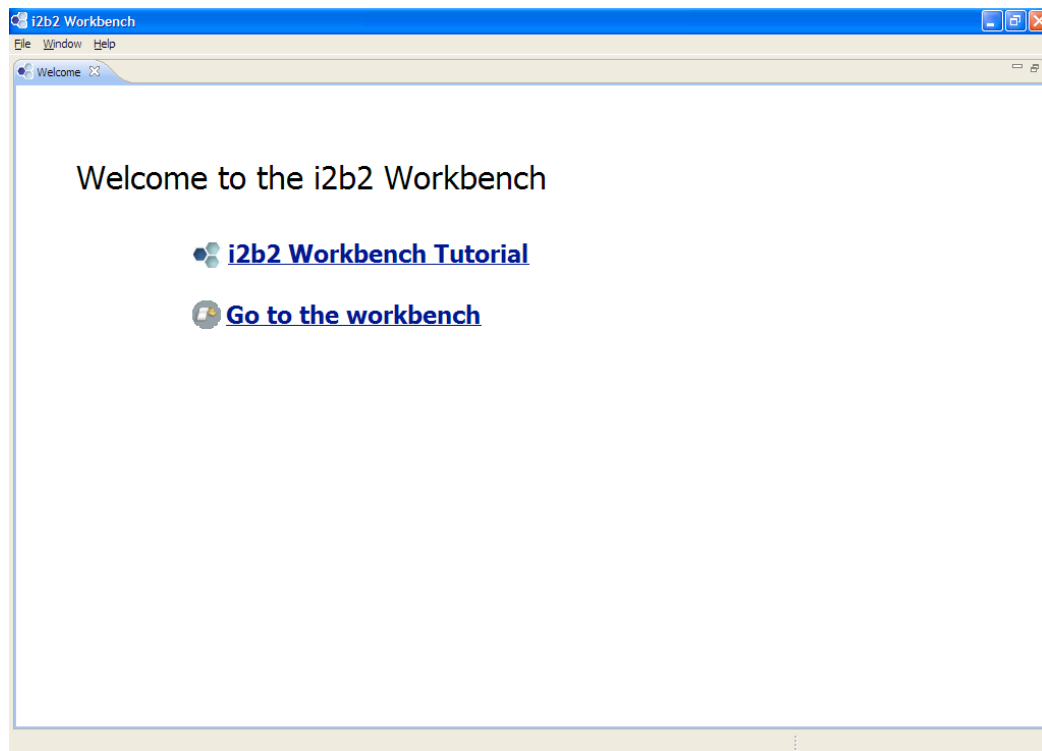 i2b2 Workbench
File Window Help
Welcome
Welcome to the i2b2 Workbench
i2b2 Workbench Tutorial
Go to the workbench